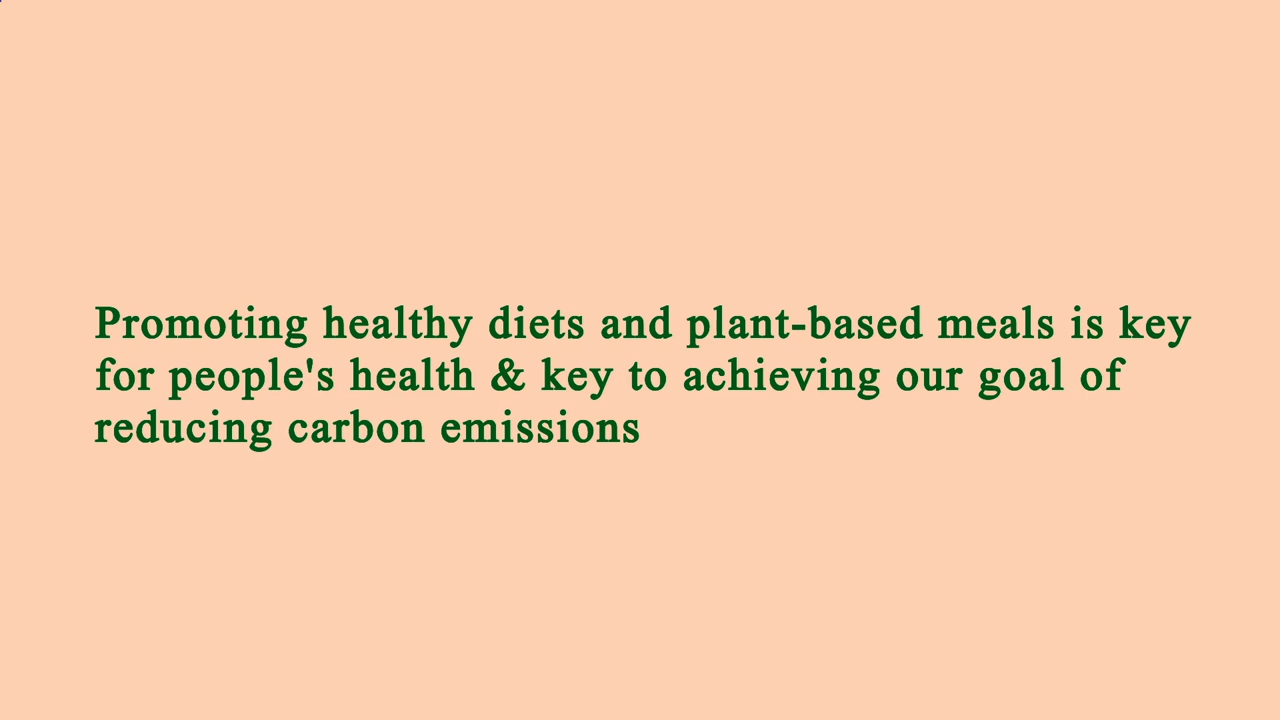 Promoting healthy diets and plant-based meals is key
for people's health & key to achieving our goal of
reducing carbon emissions